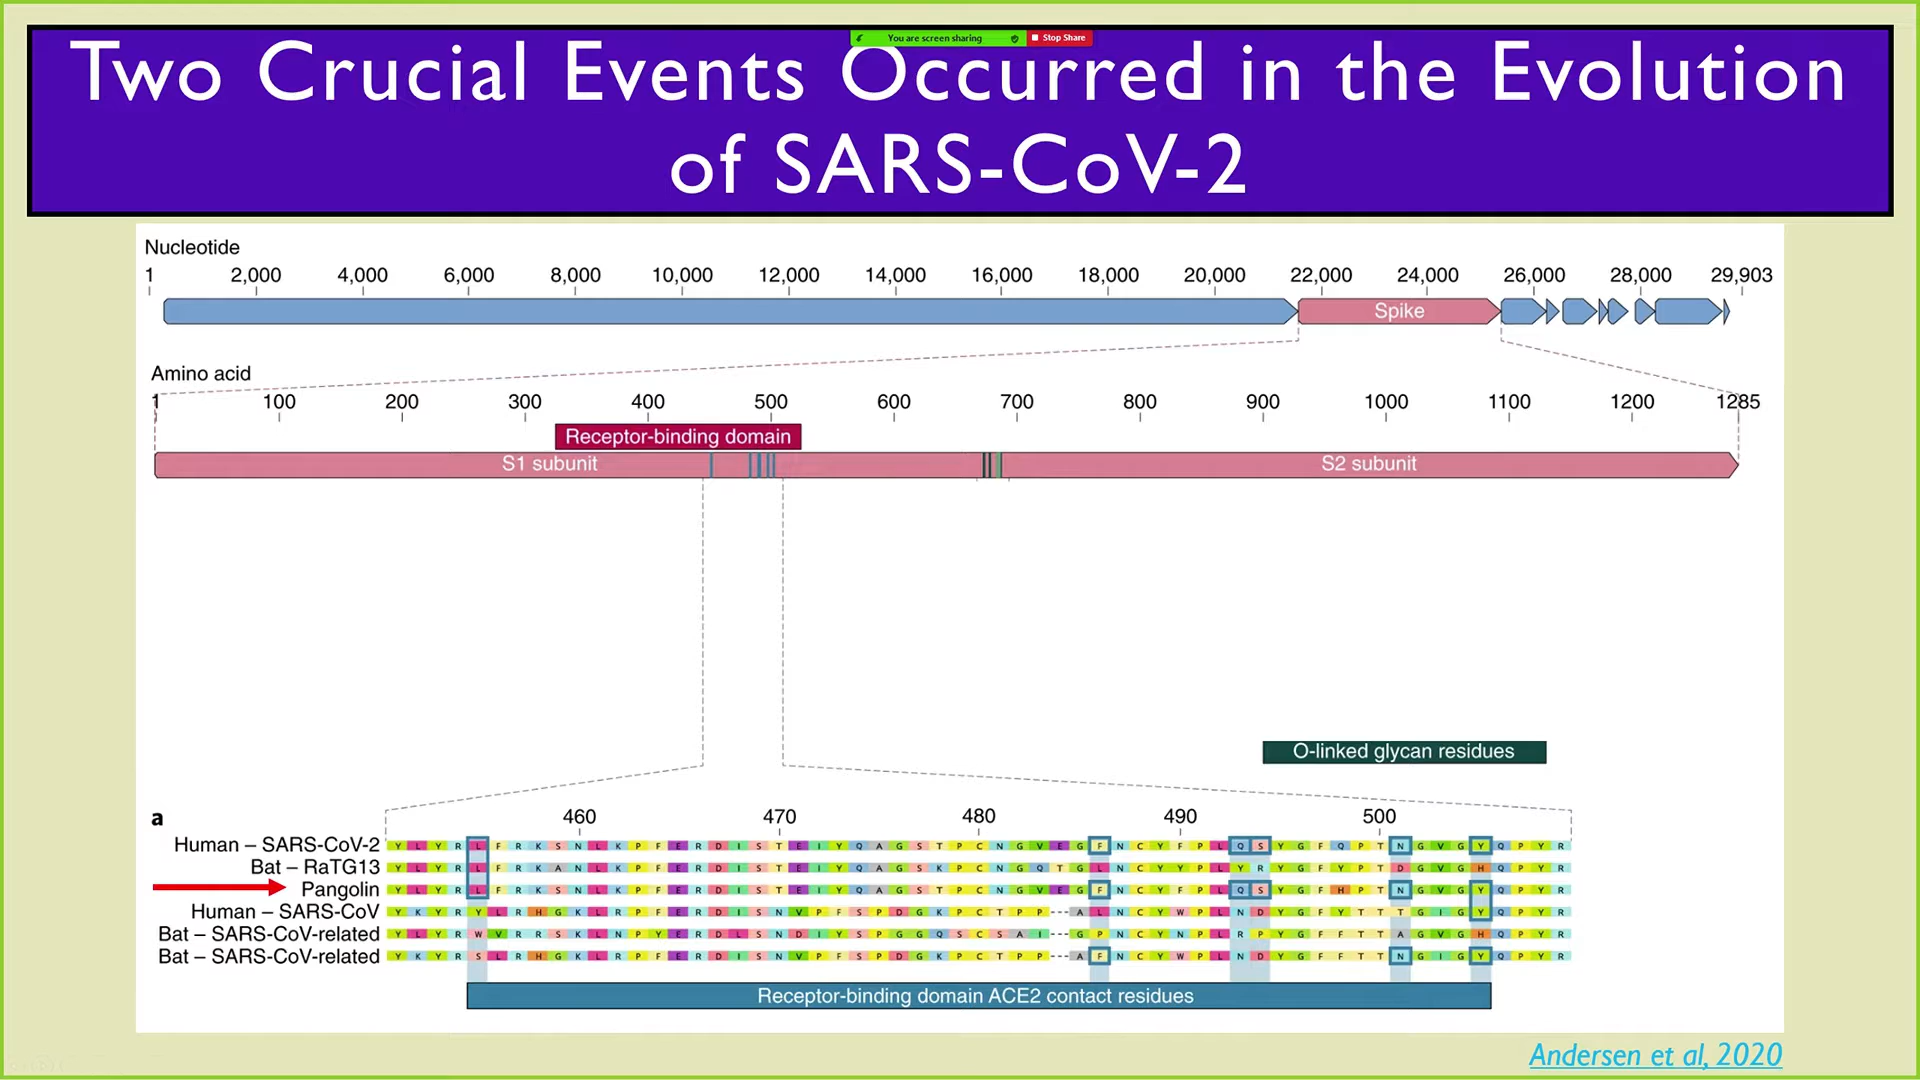 You are screen sharing Stop Share
Two Crucial Events Occurred in the Evolution
of SARS-CoV-2
Nucleotide
1 2,000 4,000 6,000 8,000 10,000 12,000 14,000 16,000 18,000 20,000 22,000 24,000 26,000 28,000 29,903
Spike
Amino acid
1 100 200 300 400 500 600 700 800 900 1000 1100 1200 1285
Receptor-binding domain
S1 subunit S2 subunit
O-linked glycan residues
a
460 470 480 490 500
Human – SARS-CoV-2 Y L Y R L F R K S N L K P F E R D I S T E I Y Q A G S T P C N G V E G F N C Y F P L Q S Y G F Q P T N G V G Y Q P Y R
Bat – RaTG13 Y L Y R L F R K A N L K P F E R D I S T E I Y Q A G S K P C N G Q T G L N C Y Y P L Y R Y G F Y P T D G V G H Q P Y R
Pangolin Y L Y R L F R K S N L K P F E R D I S T E I Y Q A G S T P C N G V E G F N C Y F P L Q S Y G F H P T N G V G Y Q P Y R
Human – SARS-CoV Y K Y R Y L R H G K L R P F E R D I S N V P F S P D G K P C T P P - - - A L N C Y W P L N D Y G F Y T T T G I G Y Q P Y R
Bat – SARS-CoV-related Y L Y R W V R R S K L N P Y E R D L S N D I Y S P G G Q S C S A I - - - G P N C Y N P L R P Y G F F T T A G V G H Q P Y R
Bat – SARS-CoV-related Y K Y R S L R H G K L R P F E R D I S N V P F S P D G K P C T P P - - - A F N C Y W P L N D Y G F F T T N G I G Y Q P Y R
Receptor-binding domain ACE2 contact residues
Andersen et al, 2020